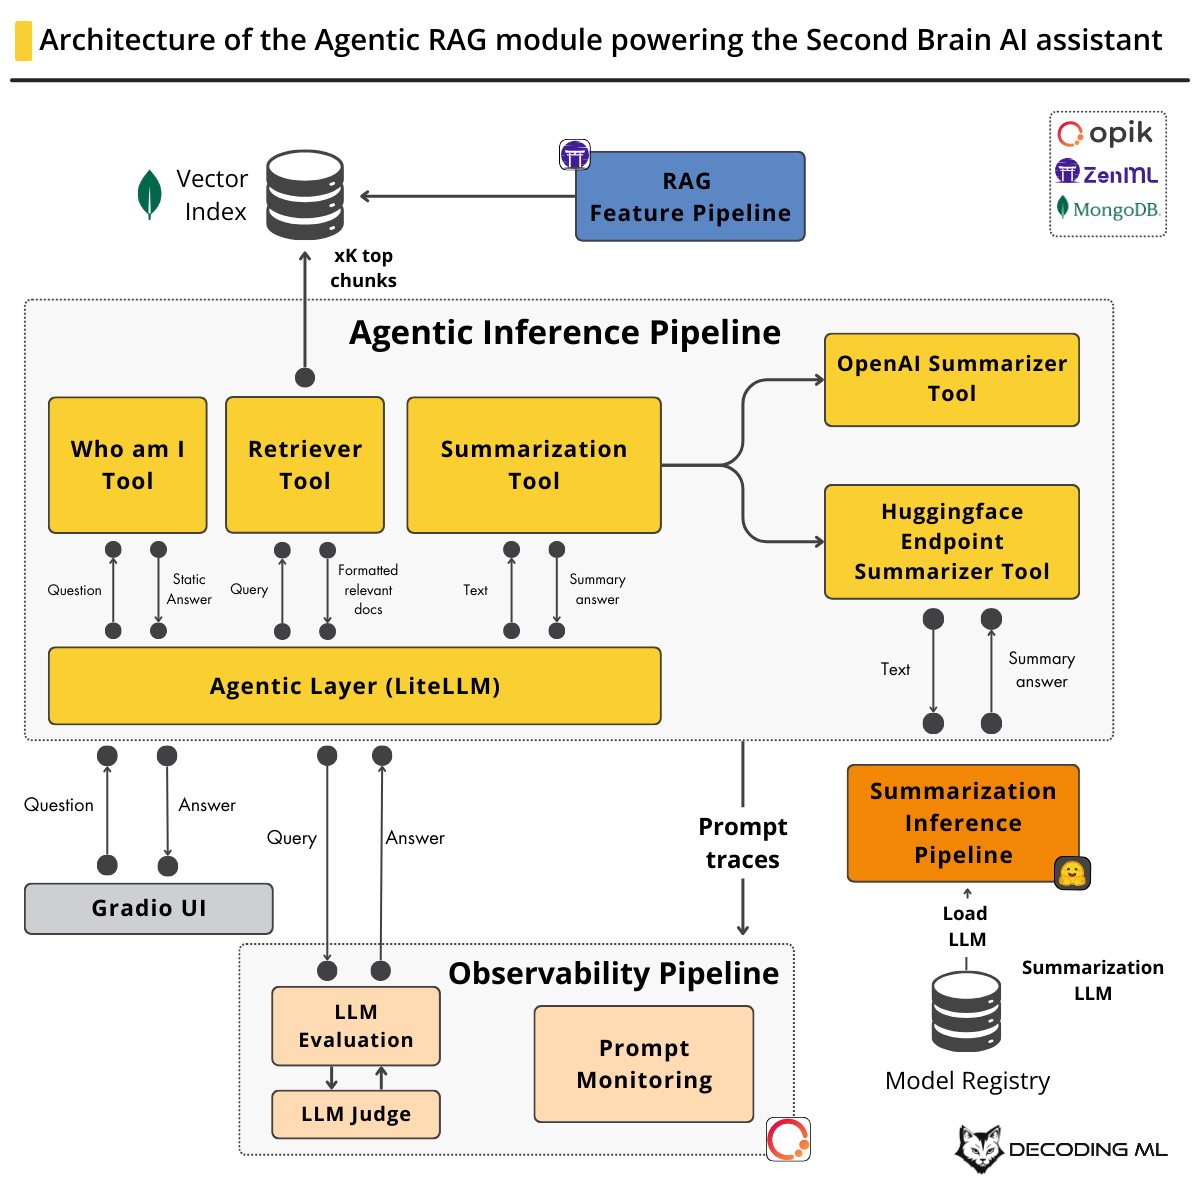 Architecture of the Agentic RAG module powering the Second Brain AI assistant
opik
ZenML
MongoDB.
Vector
Index
RAG
Feature Pipeline
xK top
chunks
Agentic Inference Pipeline
OpenAI Summarizer
Tool
Who am I
Tool
Retriever
Tool
Summarization
Tool
Huggingface
Endpoint
Summarizer Tool
Question
Static
Answer
Query
Formatted
relevant
docs
Text
Summary
answer
Text
Summary
answer
Agentic Layer (LiteLLM)
Question
Answer
Query
Answer
Prompt
traces
Summarization
Inference
Pipeline
Gradio UI
Load
LLM
Summarization
LLM
Model Registry
Observability Pipeline
LLM
Evaluation
LLM Judge
Prompt
Monitoring
DECODING ML